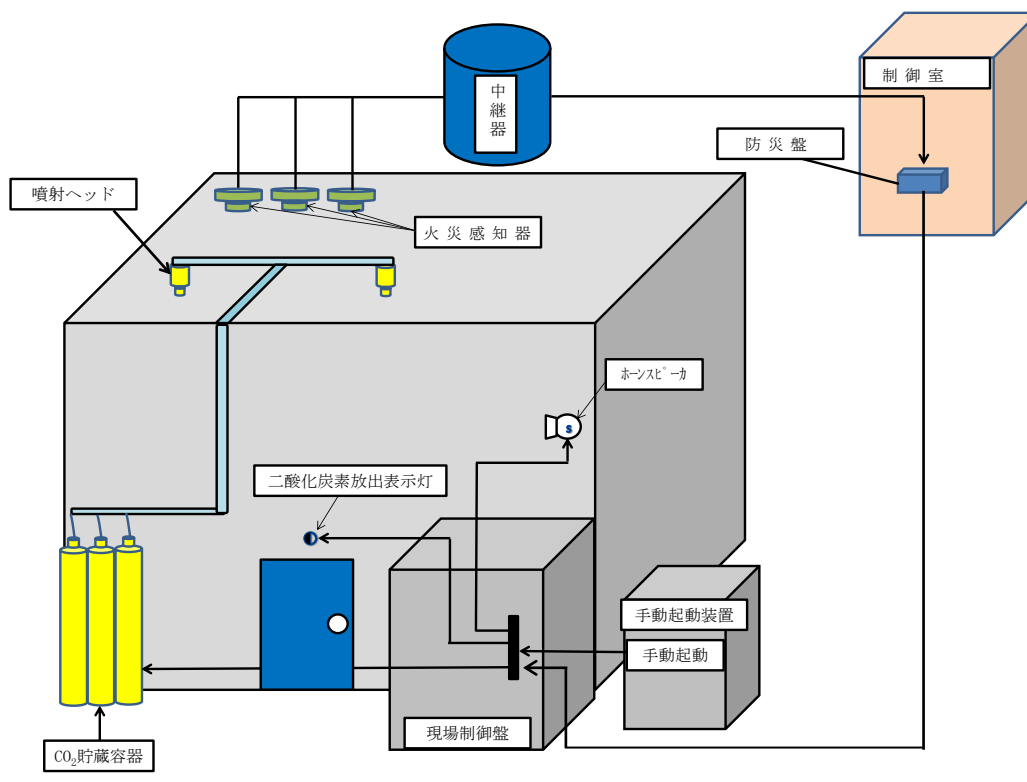 制御室
中継器
防災盤
噴射ヘッド
火災感知器
ホーンスピーカ
S
二酸化炭素放出表示灯
手動起動装置
手動起動
現場制御盤
CO₂貯蔵容器